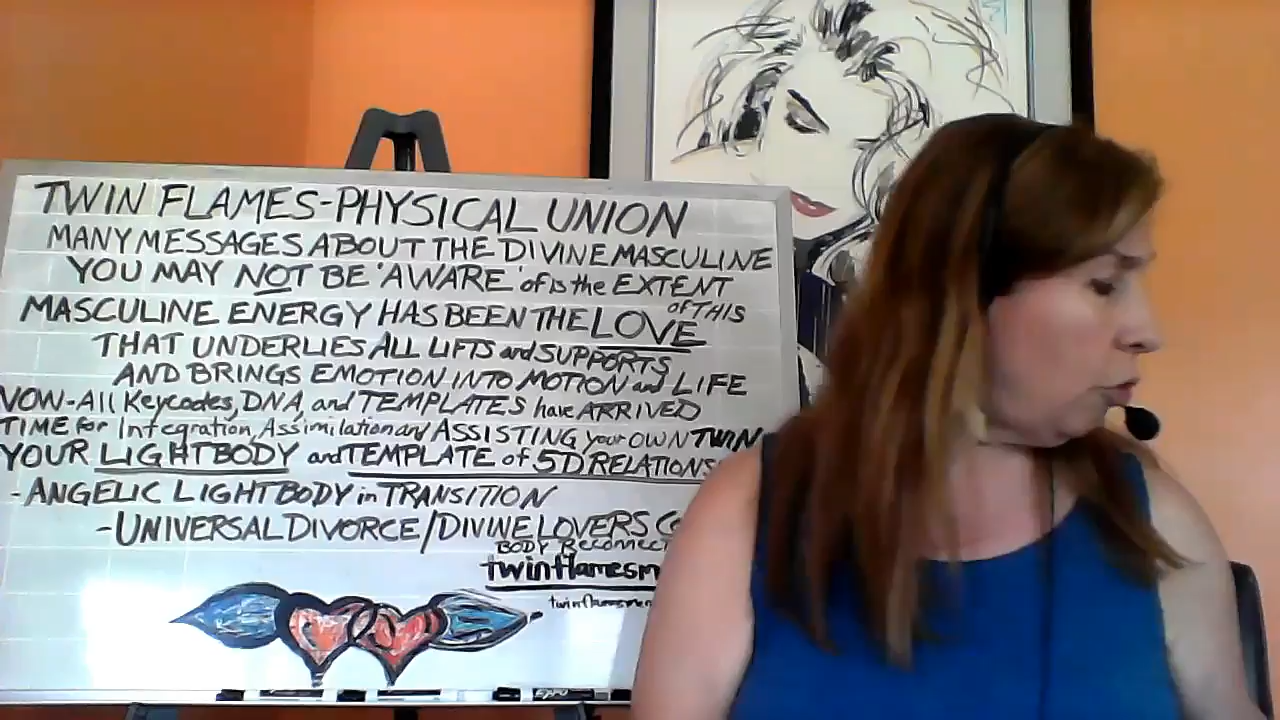 TWIN FLAMES-PHYSICAL UNION
MANY MESSAGES ABOUT THE DIVINE MASCULINE
YOU MAY NOT BE 'AWARE' of is the EXTENT
of THIS
MASCULINE ENERGY HAS BEEN THE LOVE
THAT UNDERLIES ALL LIFTS and SUPPORTS
AND BRINGS EMOTION INTO MOTION and LIFE
NOW-All Keycodes, DNA, and TEMPLATES have ARRIVED
TIME for Integration, Assimilation and ASSISTING your OWN TWIN
YOUR LIGHTBODY and TEMPLATE of 5D RELATIONS
-ANGELIC LIGHTBODY in TRANSITION
-UNIVERSAL DIVORCE/DIVINE LOVERS
BODY Reconnect
twinflamesm
EXPO